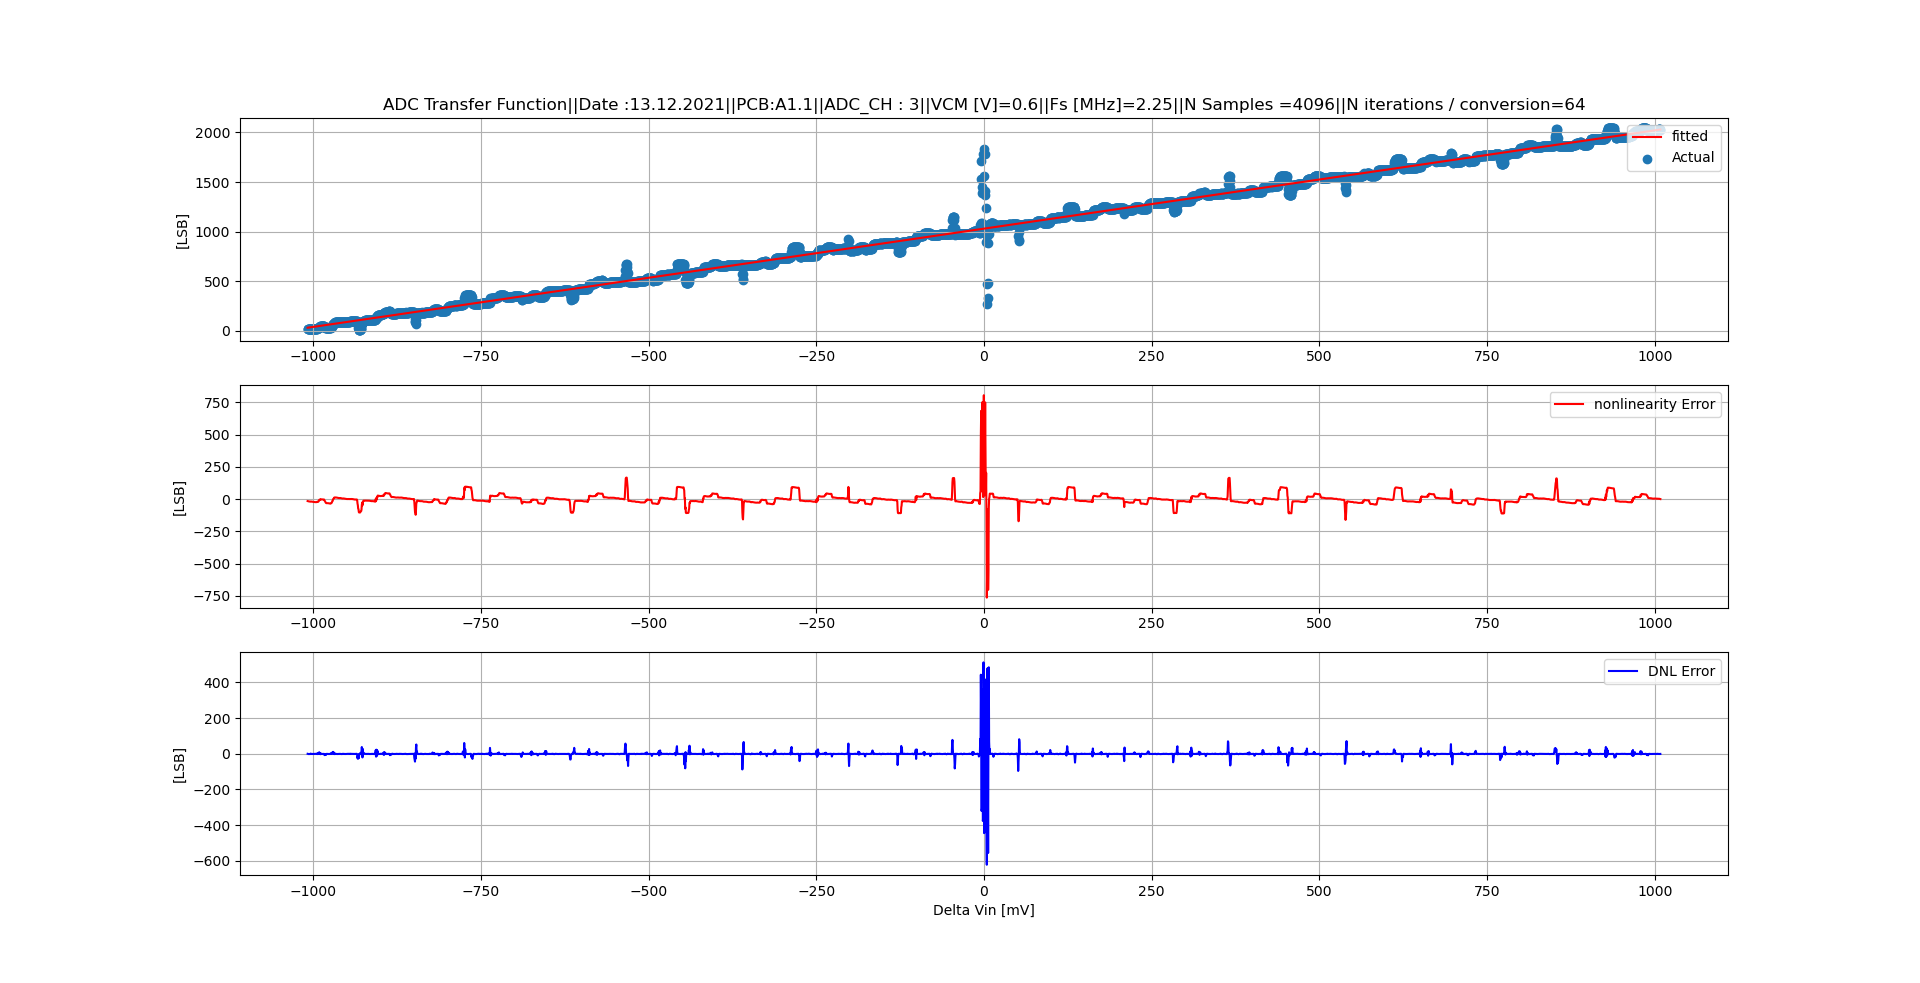 ADC Transfer Function||Date :13.12.2021||PCB:A1.1||ADC_CH : 3||VCM [V]=0.6||Fs [MHz]=2.25||N Samples =4096||N iterations / conversion=64
2000
1500
1000
500
0
[LSB]
fitted
Actual
−1000 −750 −500 −250 0 250 500 750 1000
750
500
250
0
−250
−500
−750
[LSB]
nonlinearity Error
−1000 −750 −500 −250 0 250 500 750 1000
400
200
0
−200
−400
−600
[LSB]
DNL Error
−1000 −750 −500 −250 0 250 500 750 1000
Delta Vin [mV]